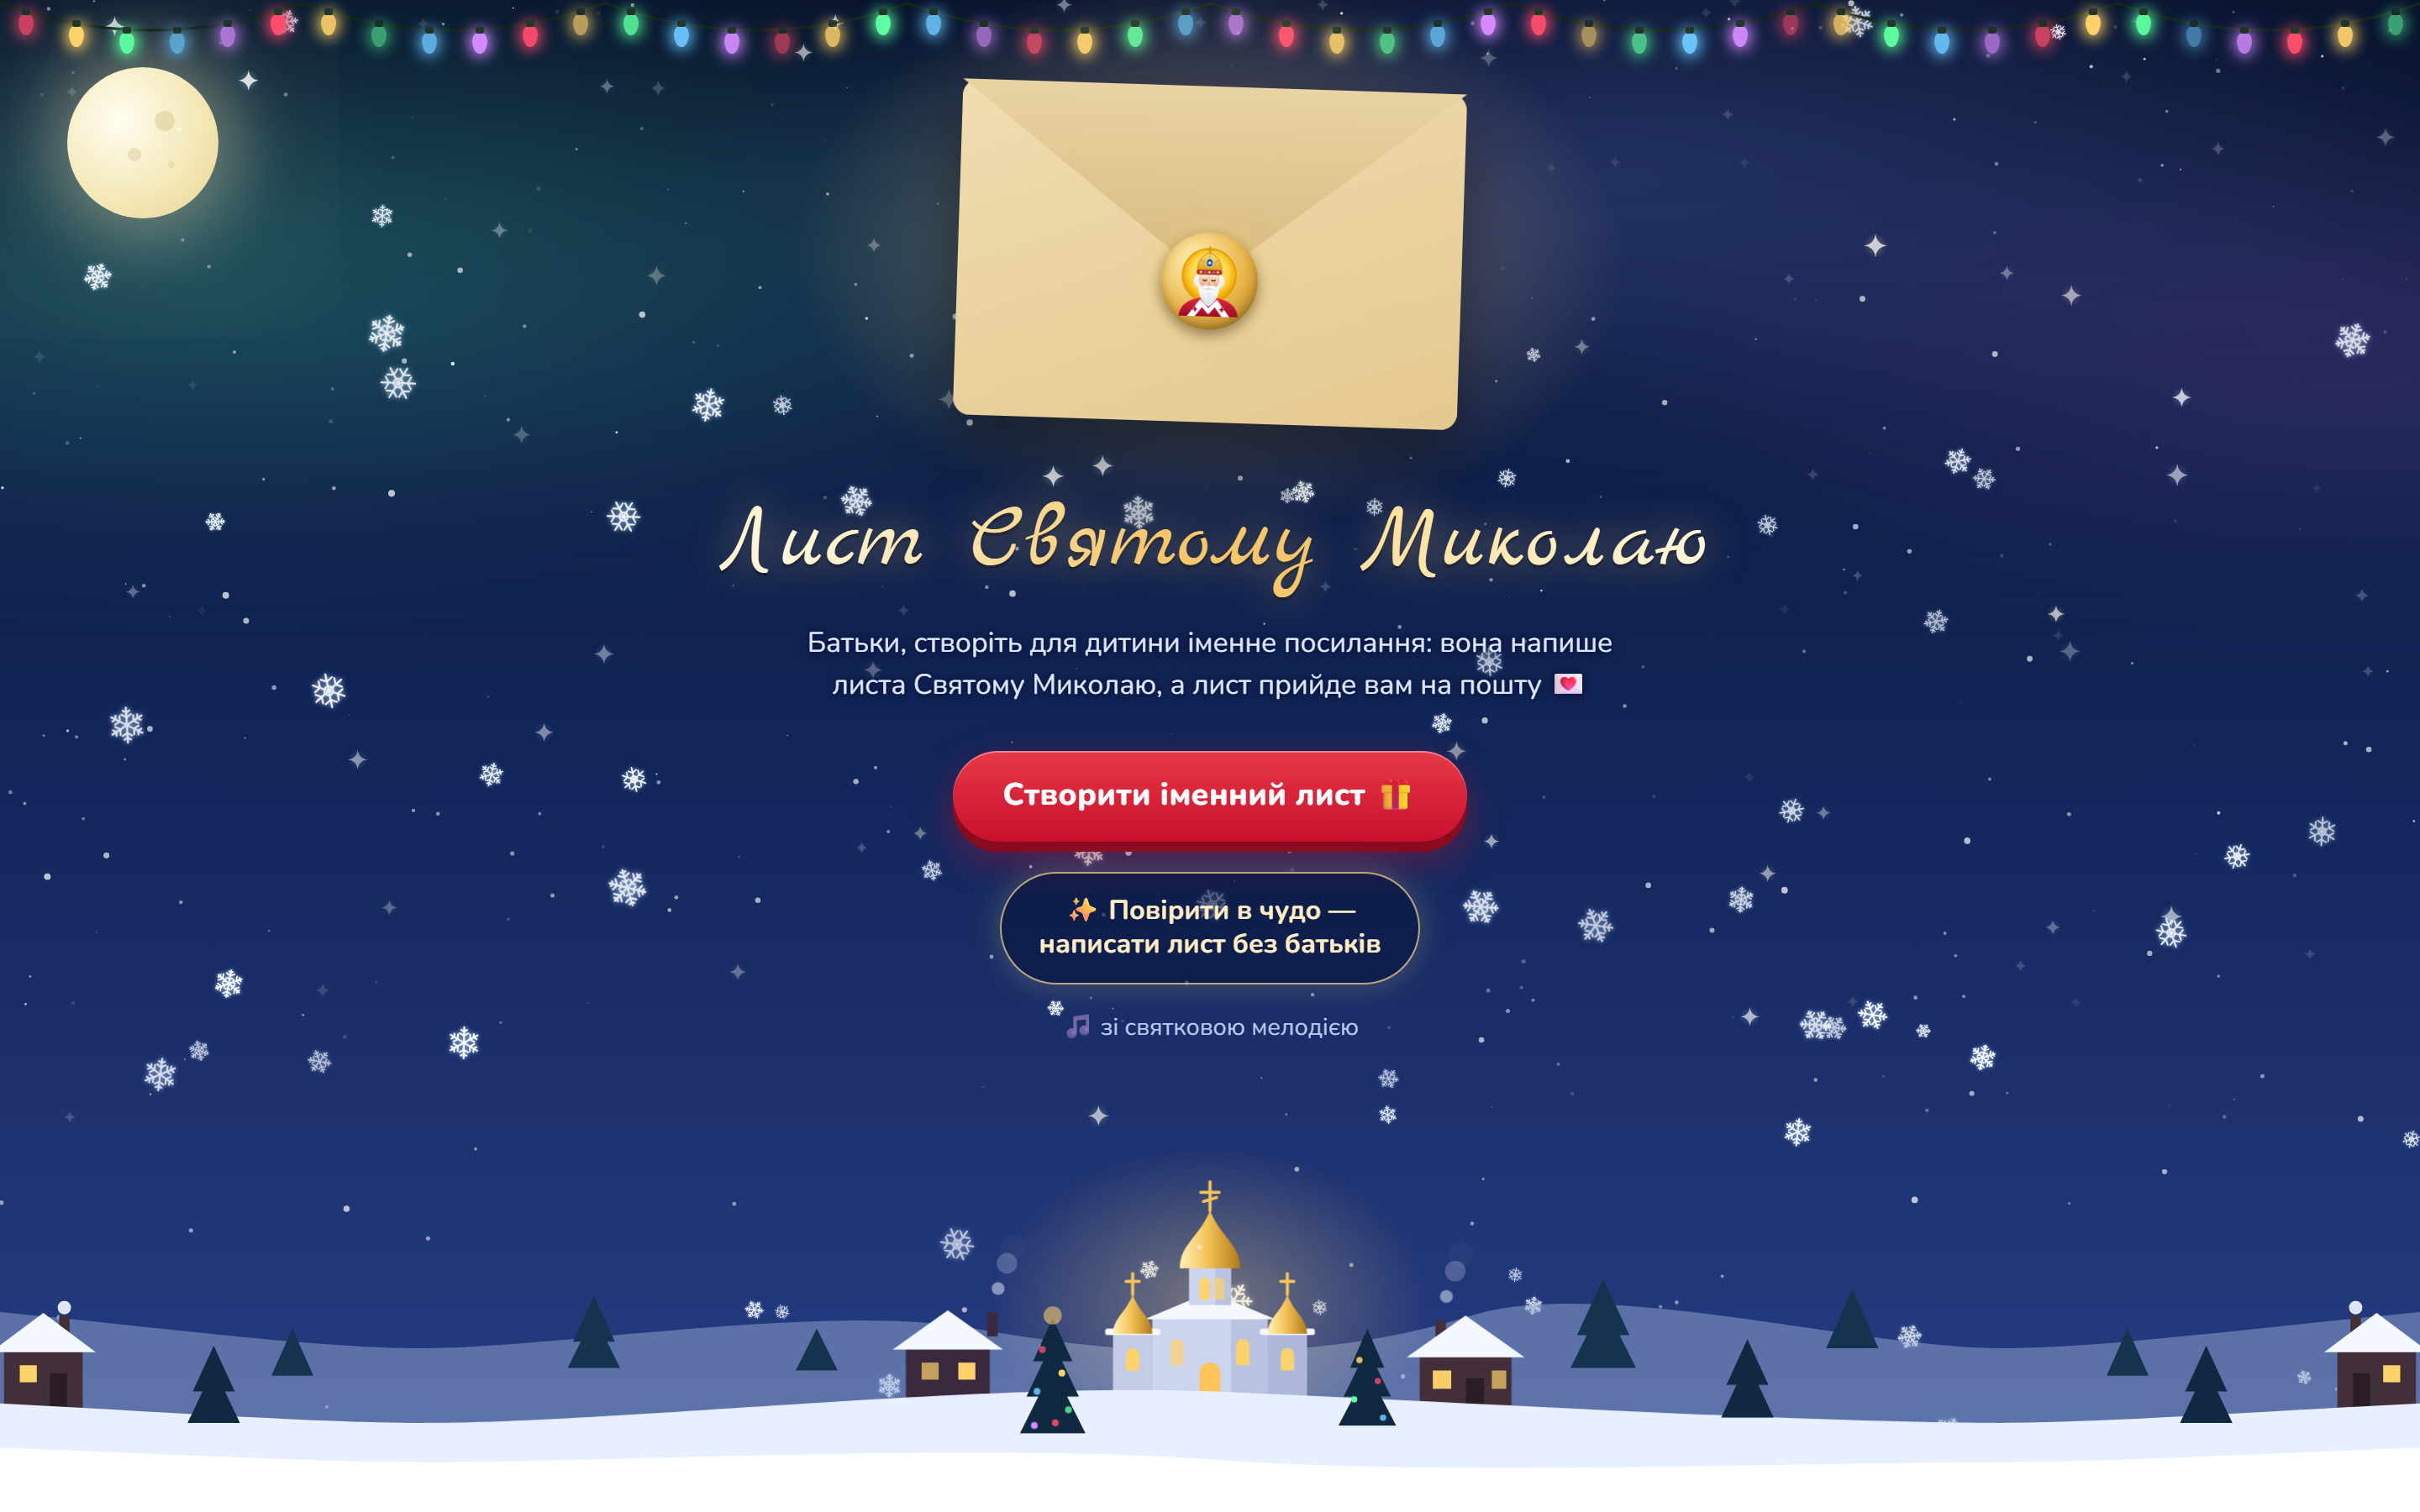 Лист Святому Миколаю
Батьки, створіть для дитини іменне посилання: вона напише
листа Святому Миколаю, а лист прийде вам на пошту 💌
Створити іменний лист 🎁
✨ Повірити в чудо —
написати лист без батьків
🎵 зі святковою мелодією